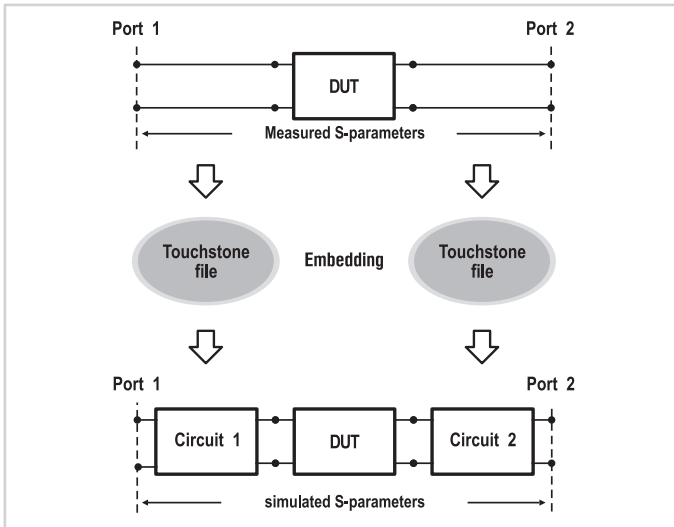 Port 1
Port 2
DUT
Measured S-parameters
Touchstone
file
Embedding
Touchstone
file
Port 1
Port 2
Circuit 1
DUT
Circuit 2
simulated S-parameters